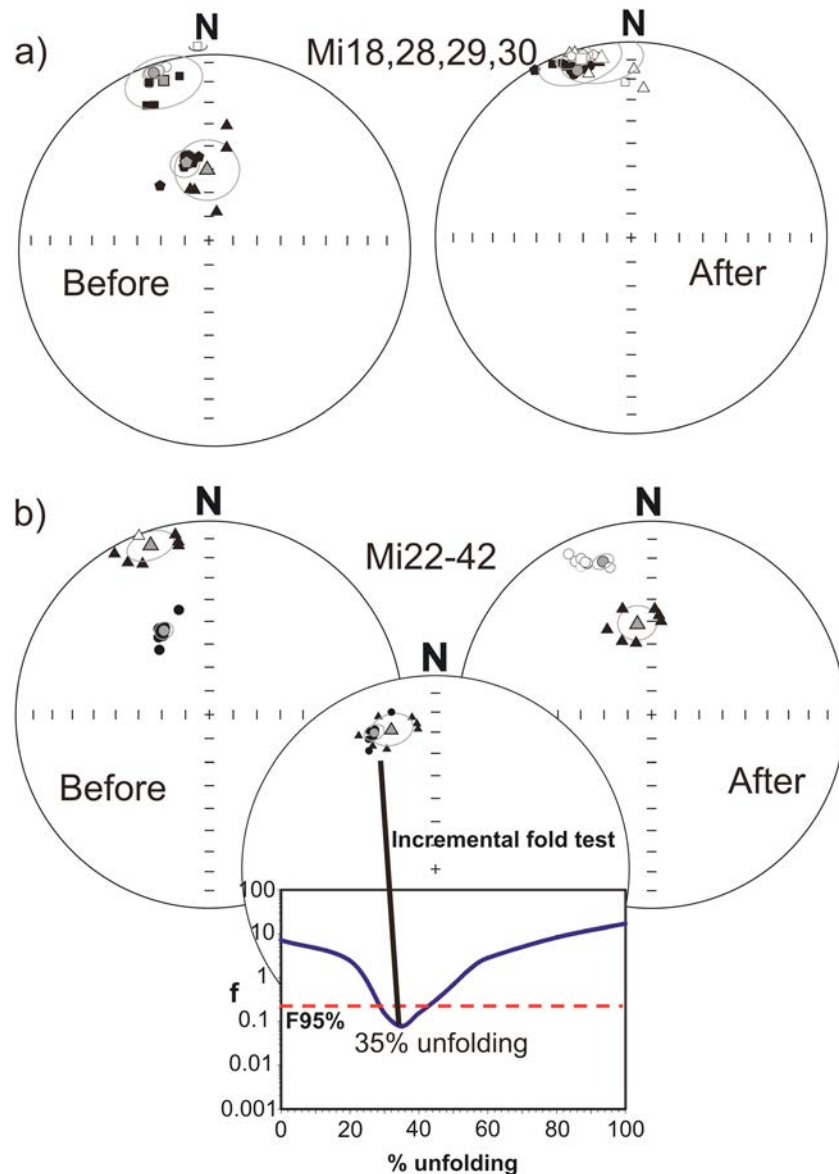 a)
N
Mi18,28,29,30
N
Before
After
b)
N
Mi22-42
N
N
Before
After
Incremental fold test
100
10
1
f
0.1
0.01
0.001
F95%
35% unfolding
0
20
40
60
80
100
% unfolding